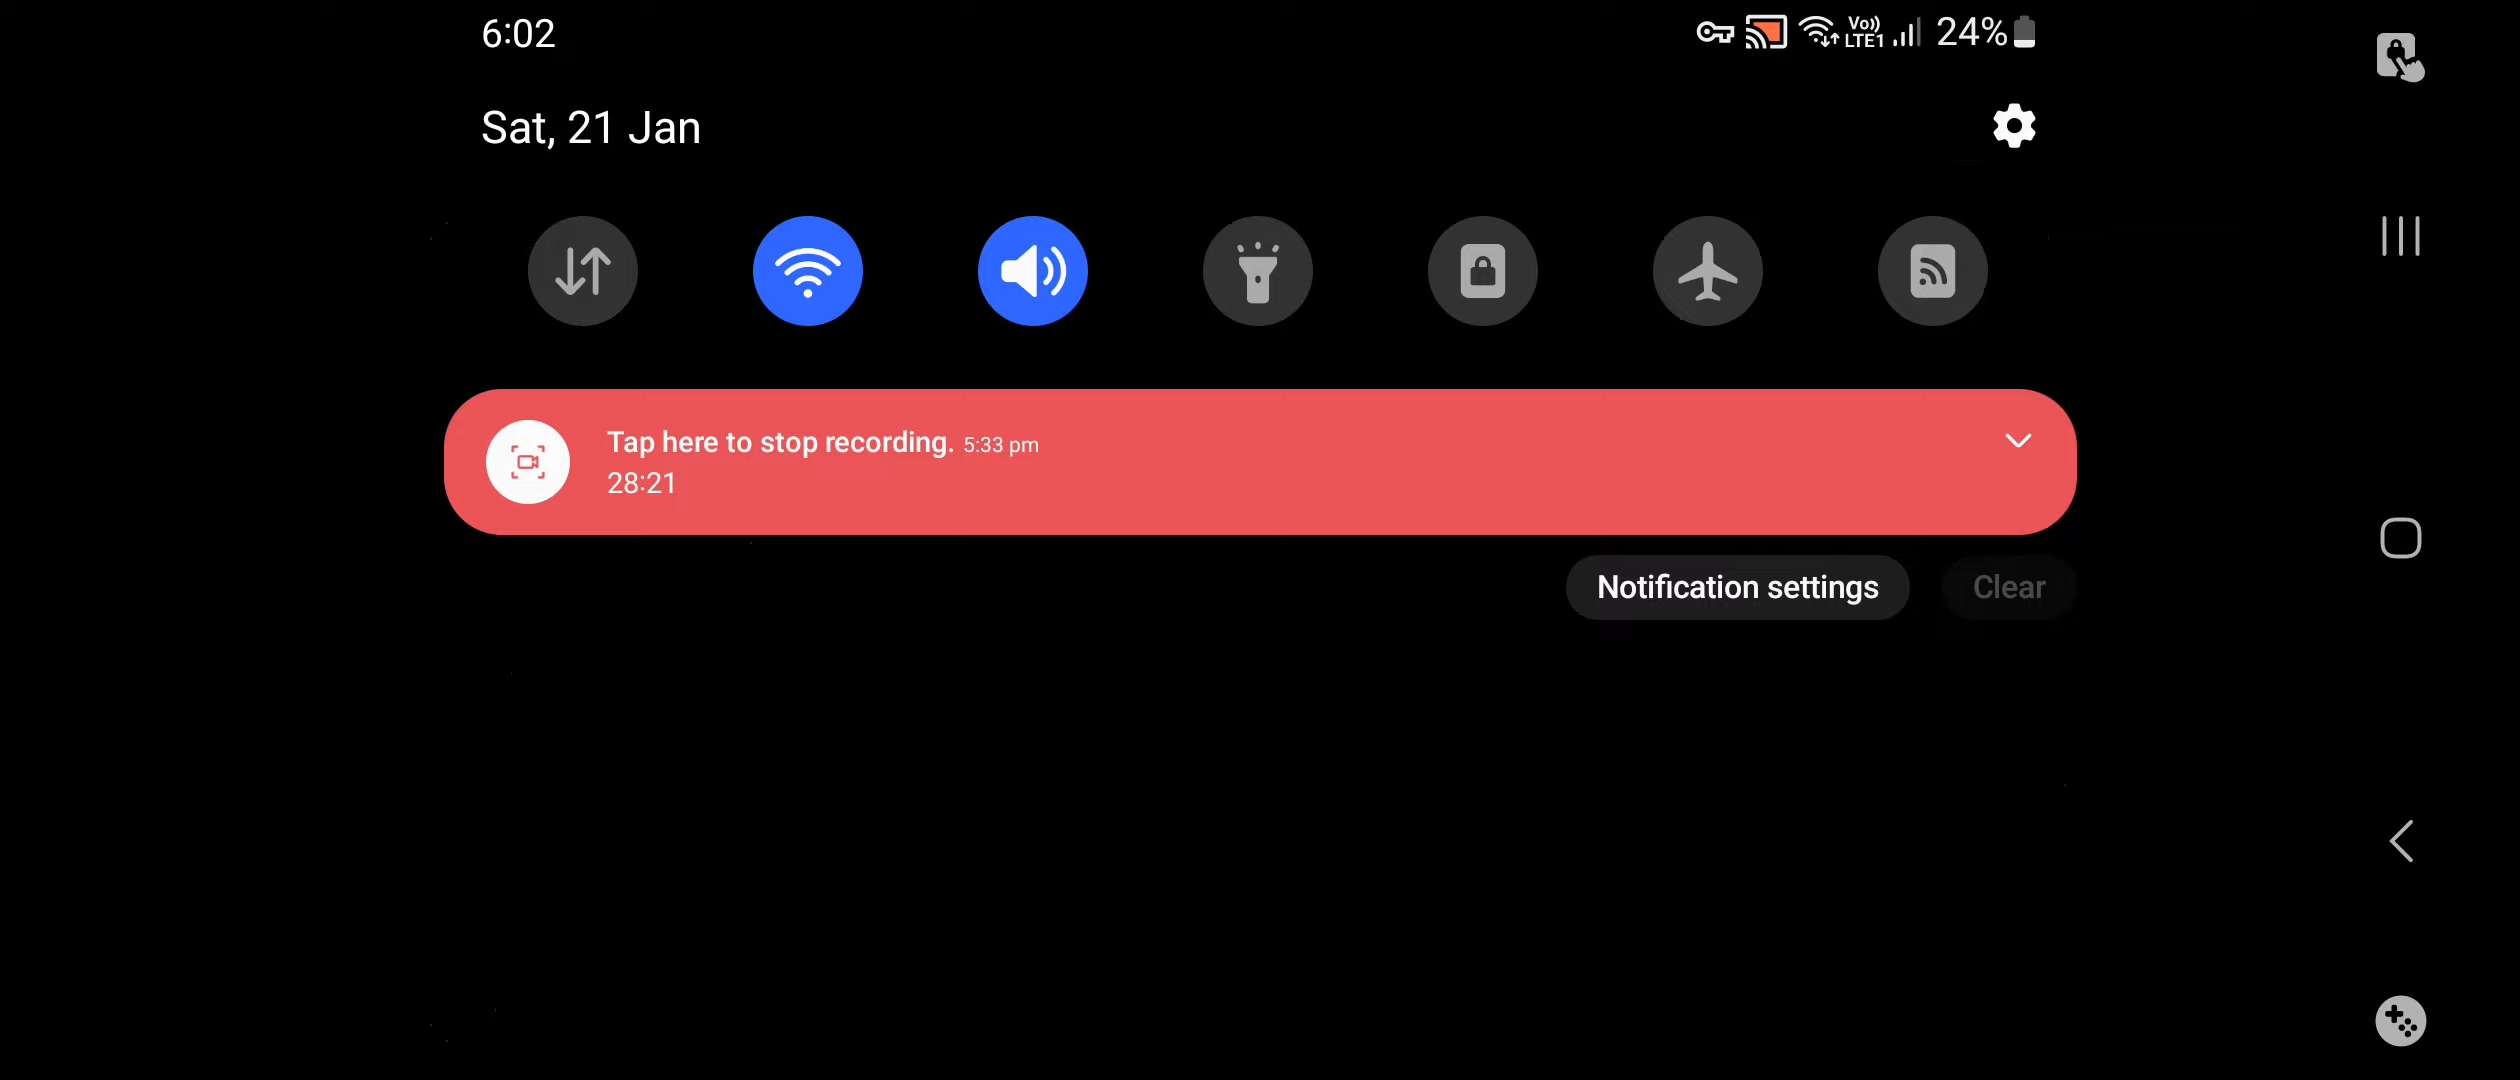 6:02
Vo)) LTE1 24%
Sat, 21 Jan
Tap here to stop recording. 5:33 pm
28:21
Notification settings
Clear